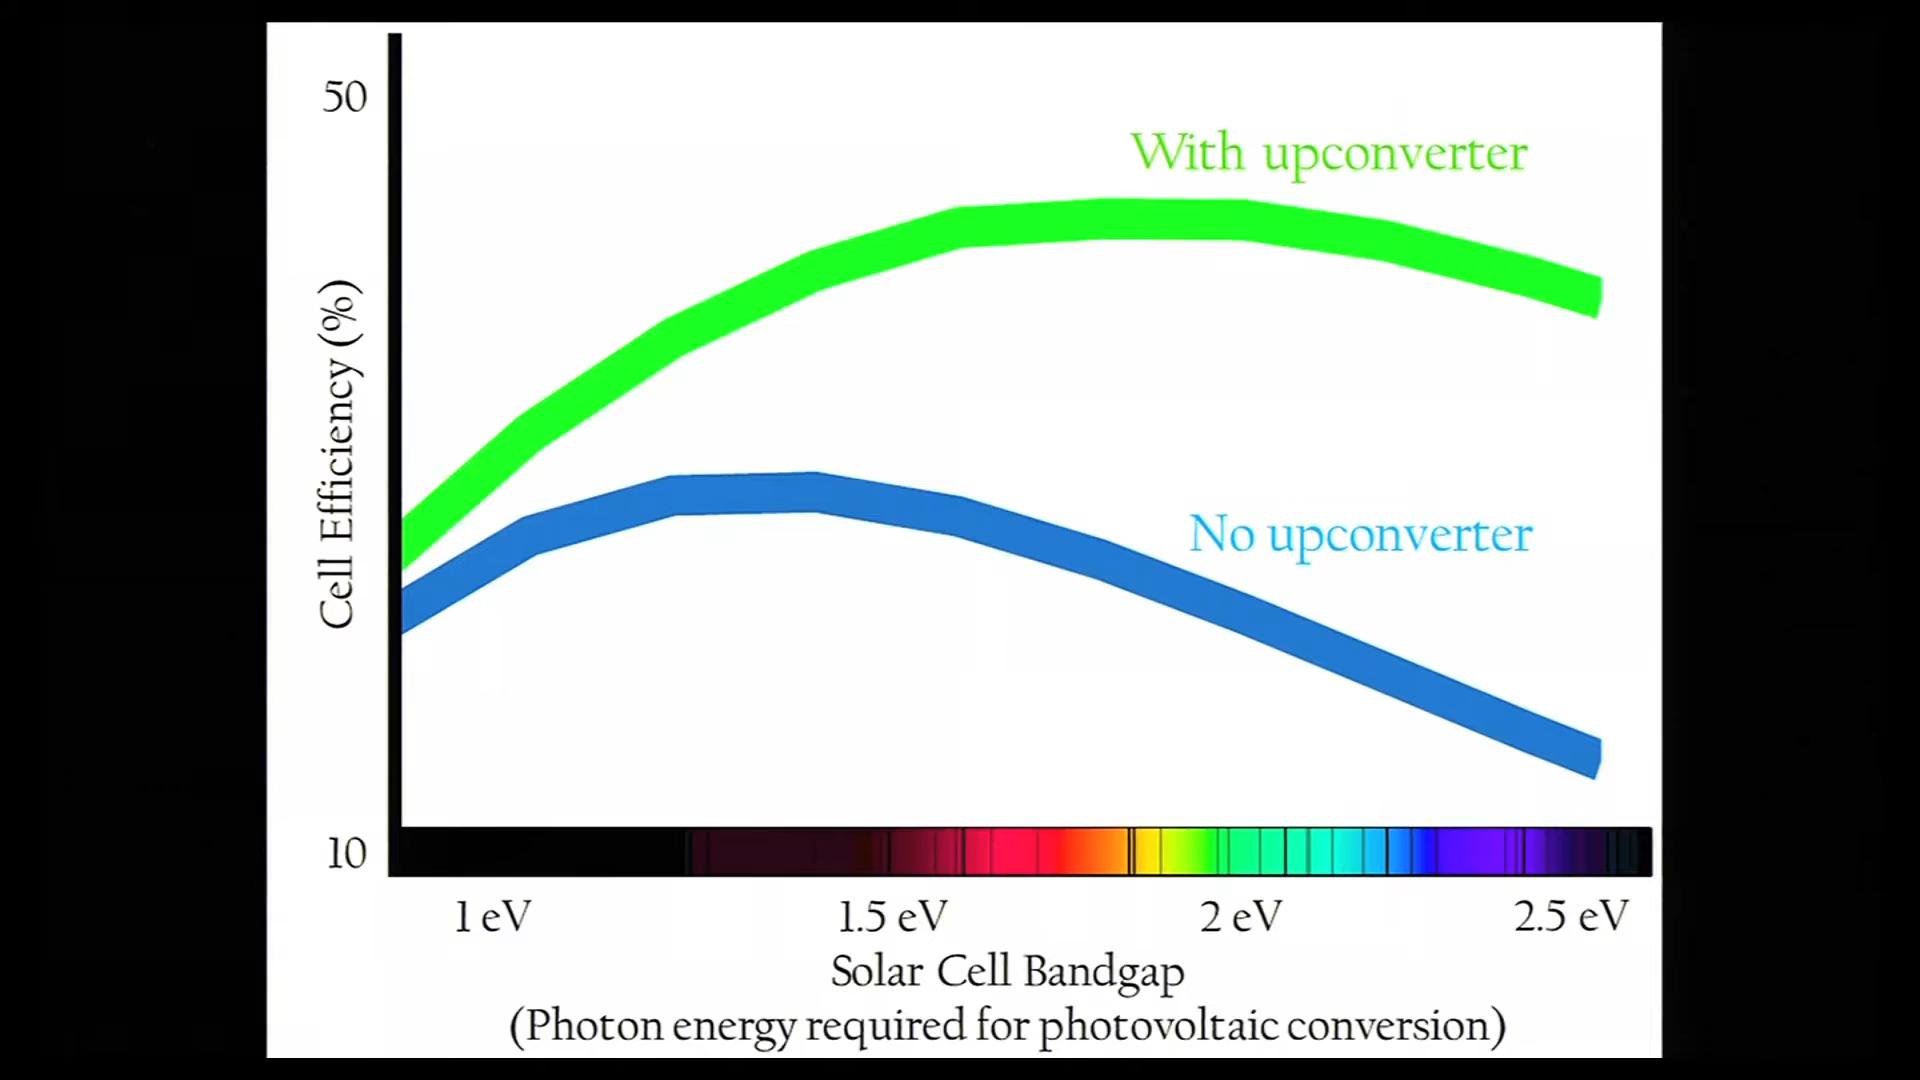 50
With upconverter
Cell Efficiency (%)
No upconverter
10
1 eV 1.5 eV 2 eV 2.5 eV
Solar Cell Bandgap
(Photon energy required for photovoltaic conversion)